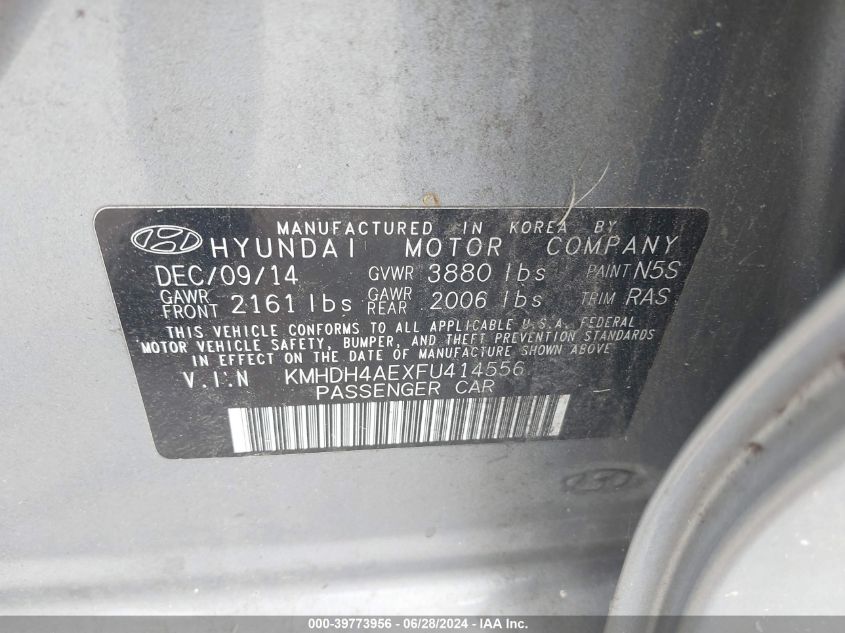 MANUFACTURED IN KOREA BY
HYUNDAI MOTOR COMPANY
DEC/09/14 GVWR 3880 lbs PAINT N5S
GAWR FRONT 2161 lbs GAWR REAR 2006 lbs TRIM RAS
THIS VEHICLE CONFORMS TO ALL APPLICABLE U.S.A. FEDERAL
MOTOR VEHICLE SAFETY, BUMPER, AND THEFT PREVENTION STANDARDS
IN EFFECT ON THE DATE OF MANUFACTURE SHOWN ABOVE
V.I.N KMHDH4AEXFU414556
PASSENGER CAR
000-39773956 / 06/28/2024 - IAA Inc.